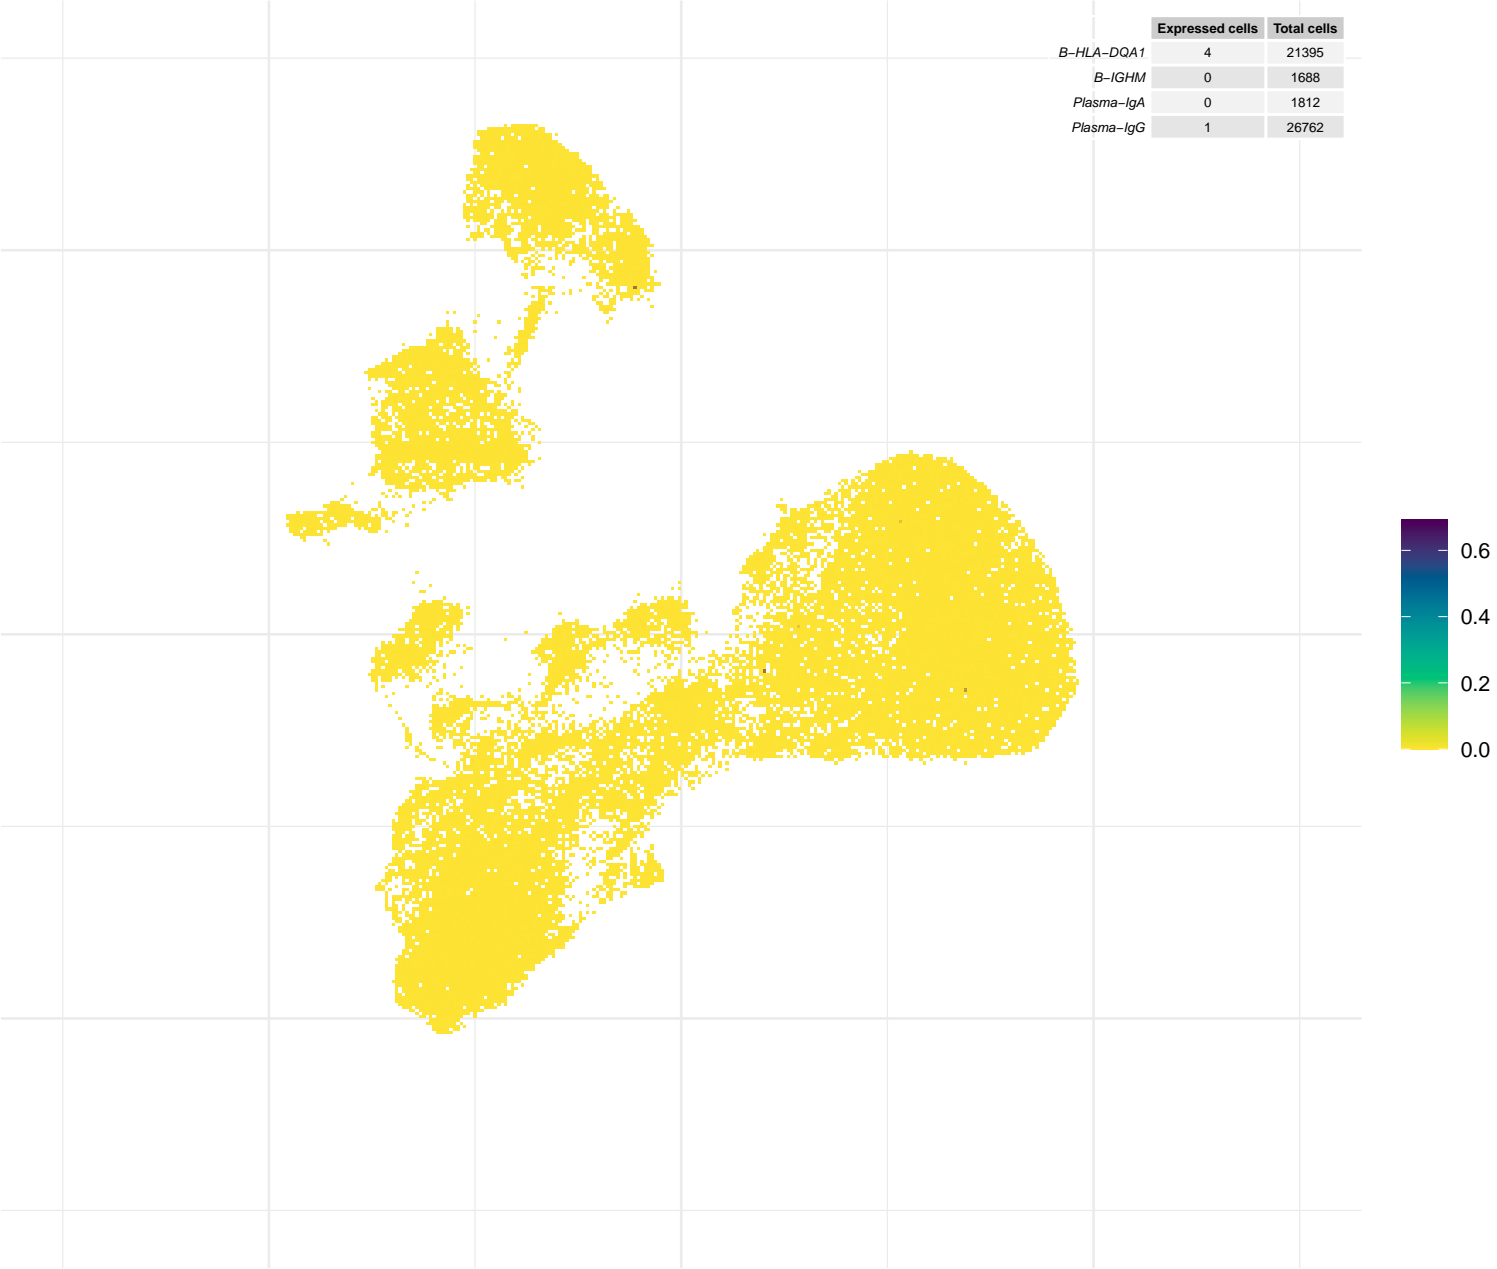 Expressed cells Total cells
B−HLA−DQA1 4 21395
B−IGHM 0 1688
Plasma−IgA 0 1812
Plasma−IgG 1 26762
0.6
0.4
0.2
0.0